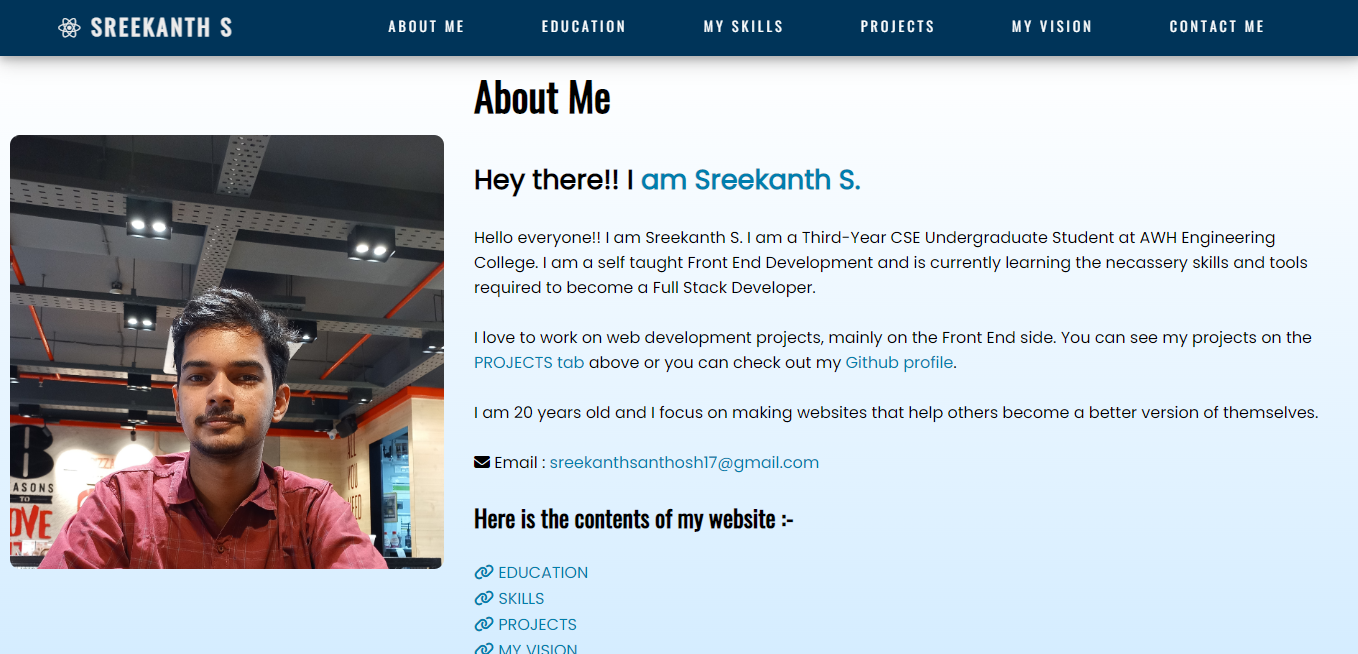 SREEKANTH S
ABOUT ME
EDUCATION
MY SKILLS
PROJECTS
MY VISION
CONTACT ME
About Me
Hey there!! I am Sreekanth S.
Hello everyone!! I am Sreekanth S. I am a Third-Year CSE Undergraduate Student at AWH Engineering
College. I am a self taught Front End Development and is currently learning the necassery skills and tools
required to become a Full Stack Developer.
I love to work on web development projects, mainly on the Front End side. You can see my projects on the
PROJECTS tab above or you can check out my Github profile.
I am 20 years old and I focus on making websites that help others become a better version of themselves.
Email : sreekanthsanthosh17@gmail.com
Here is the contents of my website :-
EDUCATION
SKILLS
PROJECTS
MY VISION
TO
YOU